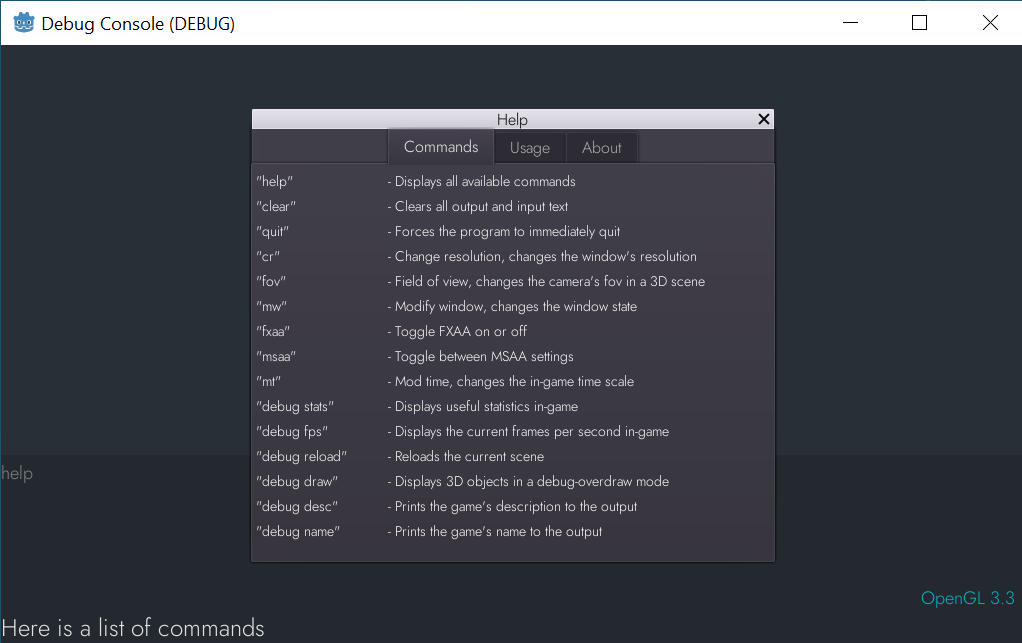 Debug Console (DEBUG)
Help
Commands Usage About
"help" - Displays all available commands
"clear" - Clears all output and input text
"quit" - Forces the program to immediately quit
"cr" - Change resolution, changes the window's resolution
"fov" - Field of view, changes the camera's fov in a 3D scene
"mw" - Modify window, changes the window state
"fxaa" - Toggle FXAA on or off
"msaa" - Toggle between MSAA settings
"mt" - Mod time, changes the in-game time scale
"debug stats" - Displays useful statistics in-game
"debug fps" - Displays the current frames per second in-game
"debug reload" - Reloads the current scene
"debug draw" - Displays 3D objects in a debug-overdraw mode
"debug desc" - Prints the game's description to the output
"debug name" - Prints the game's name to the output
help
OpenGL 3.3
Here is a list of commands